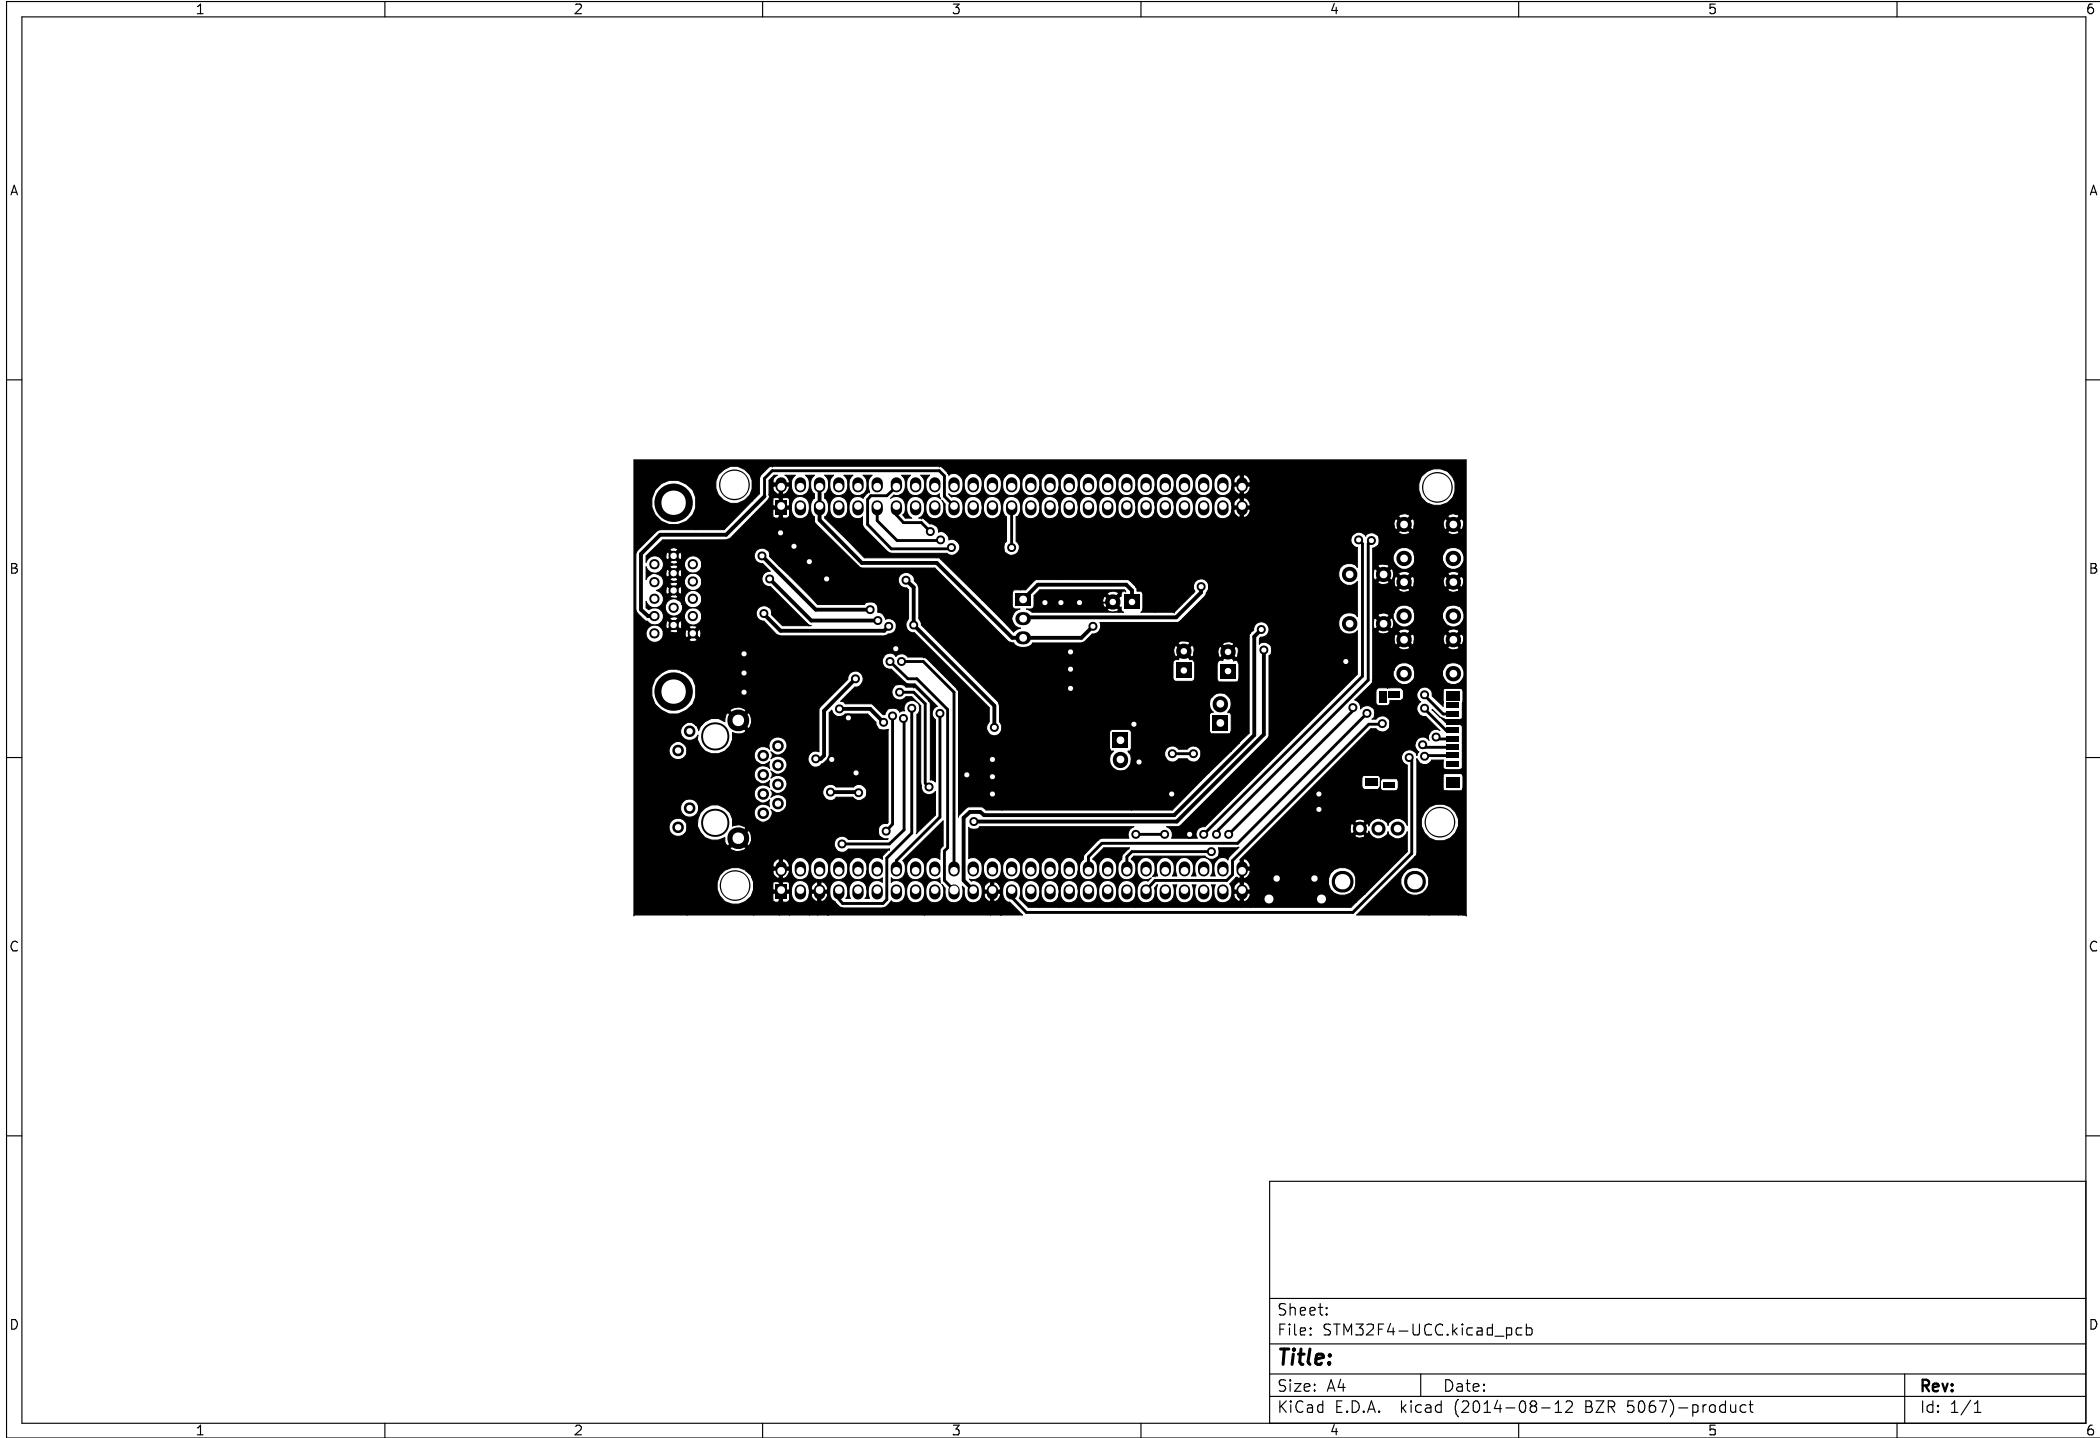 1 2 3 4 5 6
A A
B B
C C
D D
Sheet:
File: STM32F4-UCC.kicad_pcb
Title:
Size: A4 Date: Rev:
KiCad E.D.A. kicad (2014-08-12 BZR 5067)-product Id: 1/1
1 2 3 4 5 6